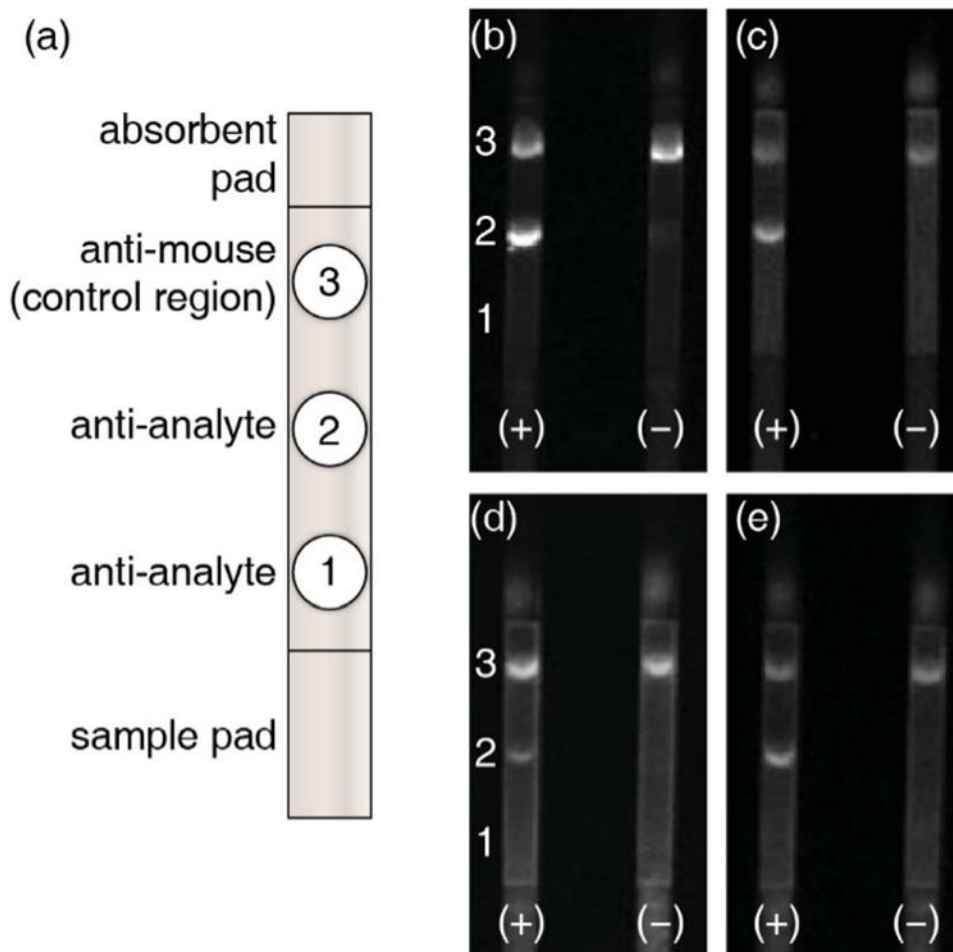 (a)
absorbent
pad
anti-mouse
(control region)
3
anti-analyte
2
anti-analyte
1
sample pad
(b)
3
2
1
(+)
(−)
(c)
(+)
(−)
(d)
3
2
1
(+)
(−)
(e)
(+)
(−)